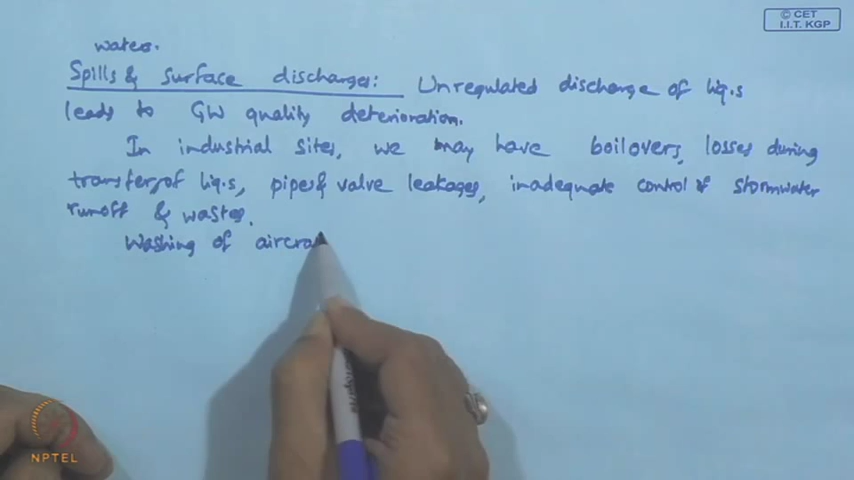 © CET
I.I.T. KGP
water.
Spills & surface discharges: Unregulated discharge of liq.s
leads to GW quality deterioration.
In industrial sites, we may have boilovers, losses during
transfer of liq.s, pipes & valve leakages, inadequate control of stormwater
runoff & wastes.
Washing of aircra
NPTEL